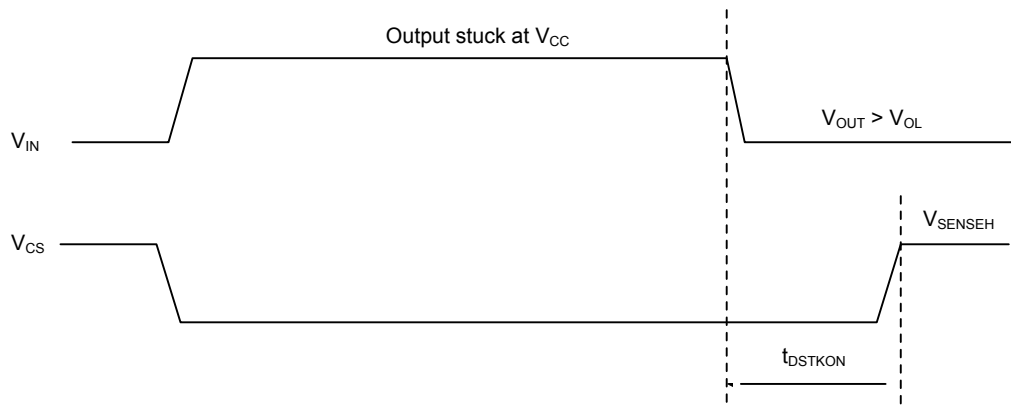 Output stuck at VCC
VIN
VOUT > VOL
VCS
VSENSEH
tDSTKON